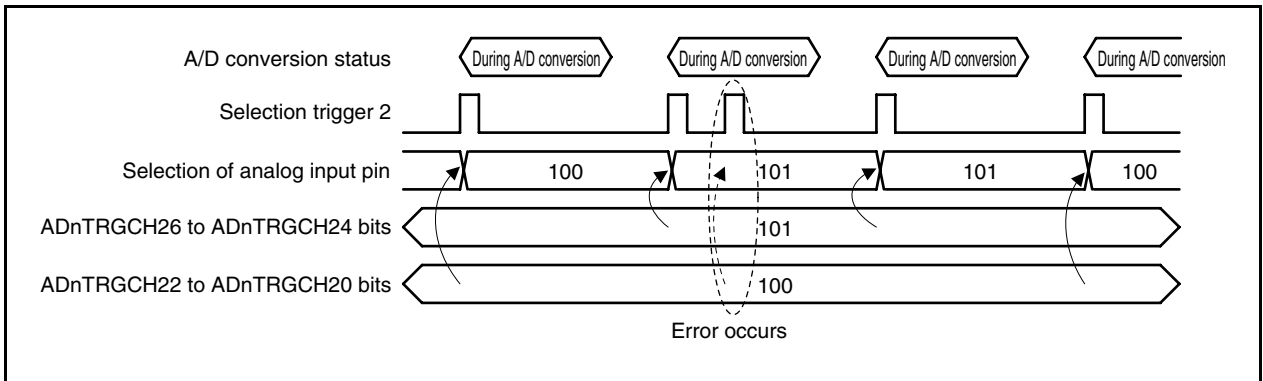 A/D conversion status
During A/D conversion During A/D conversion During A/D conversion During A/D conversion
Selection trigger 2
Selection of analog input pin
100 101 101 100
ADnTRGCH26 to ADnTRGCH24 bits
101
ADnTRGCH22 to ADnTRGCH20 bits
100
Error occurs